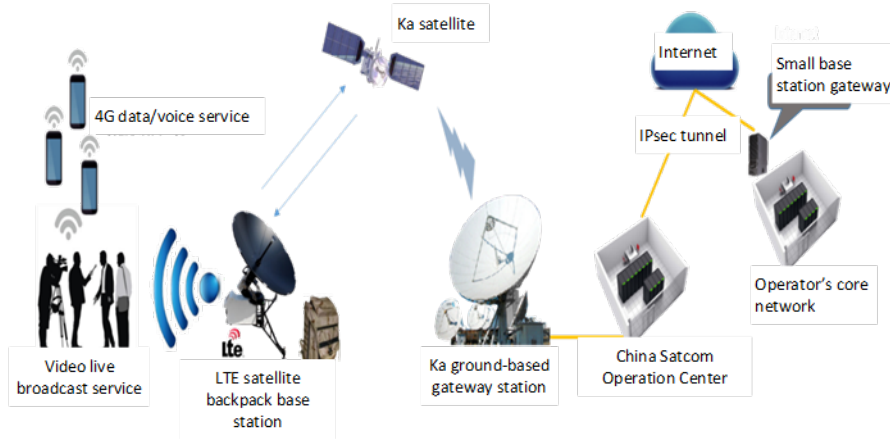 Ka satellite
Internet
Small base
station gateway
4G data/voice service
IPsec tunnel
Operator's core
network
Video live
broadcast service
Lte
LTE satellite
backpack base
station
Ka ground-based
gateway station
China Satcom
Operation Center